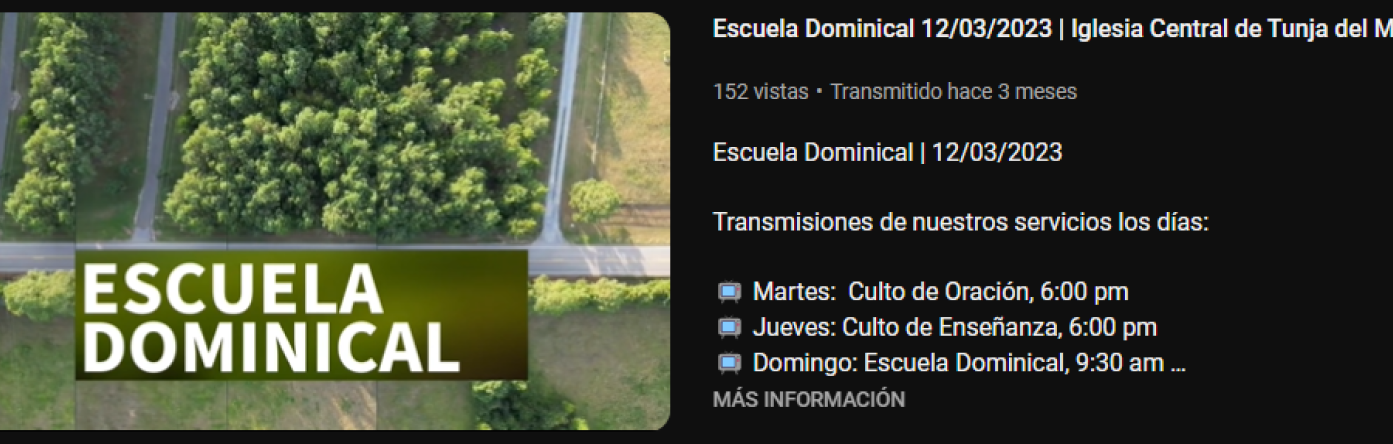 ESCUELA
DOMINICAL
Escuela Dominical 12/03/2023 | Iglesia Central de Tunja del
152 vistas • Transmitido hace 3 meses
Escuela Dominical | 12/03/2023
Transmisiones de nuestros servicios los días:
📺 Martes: Culto de Oración, 6:00 pm
📺 Jueves: Culto de Enseñanza, 6:00 pm
📺 Domingo: Escuela Dominical, 9:30 am ...
MÁS INFORMACIÓN